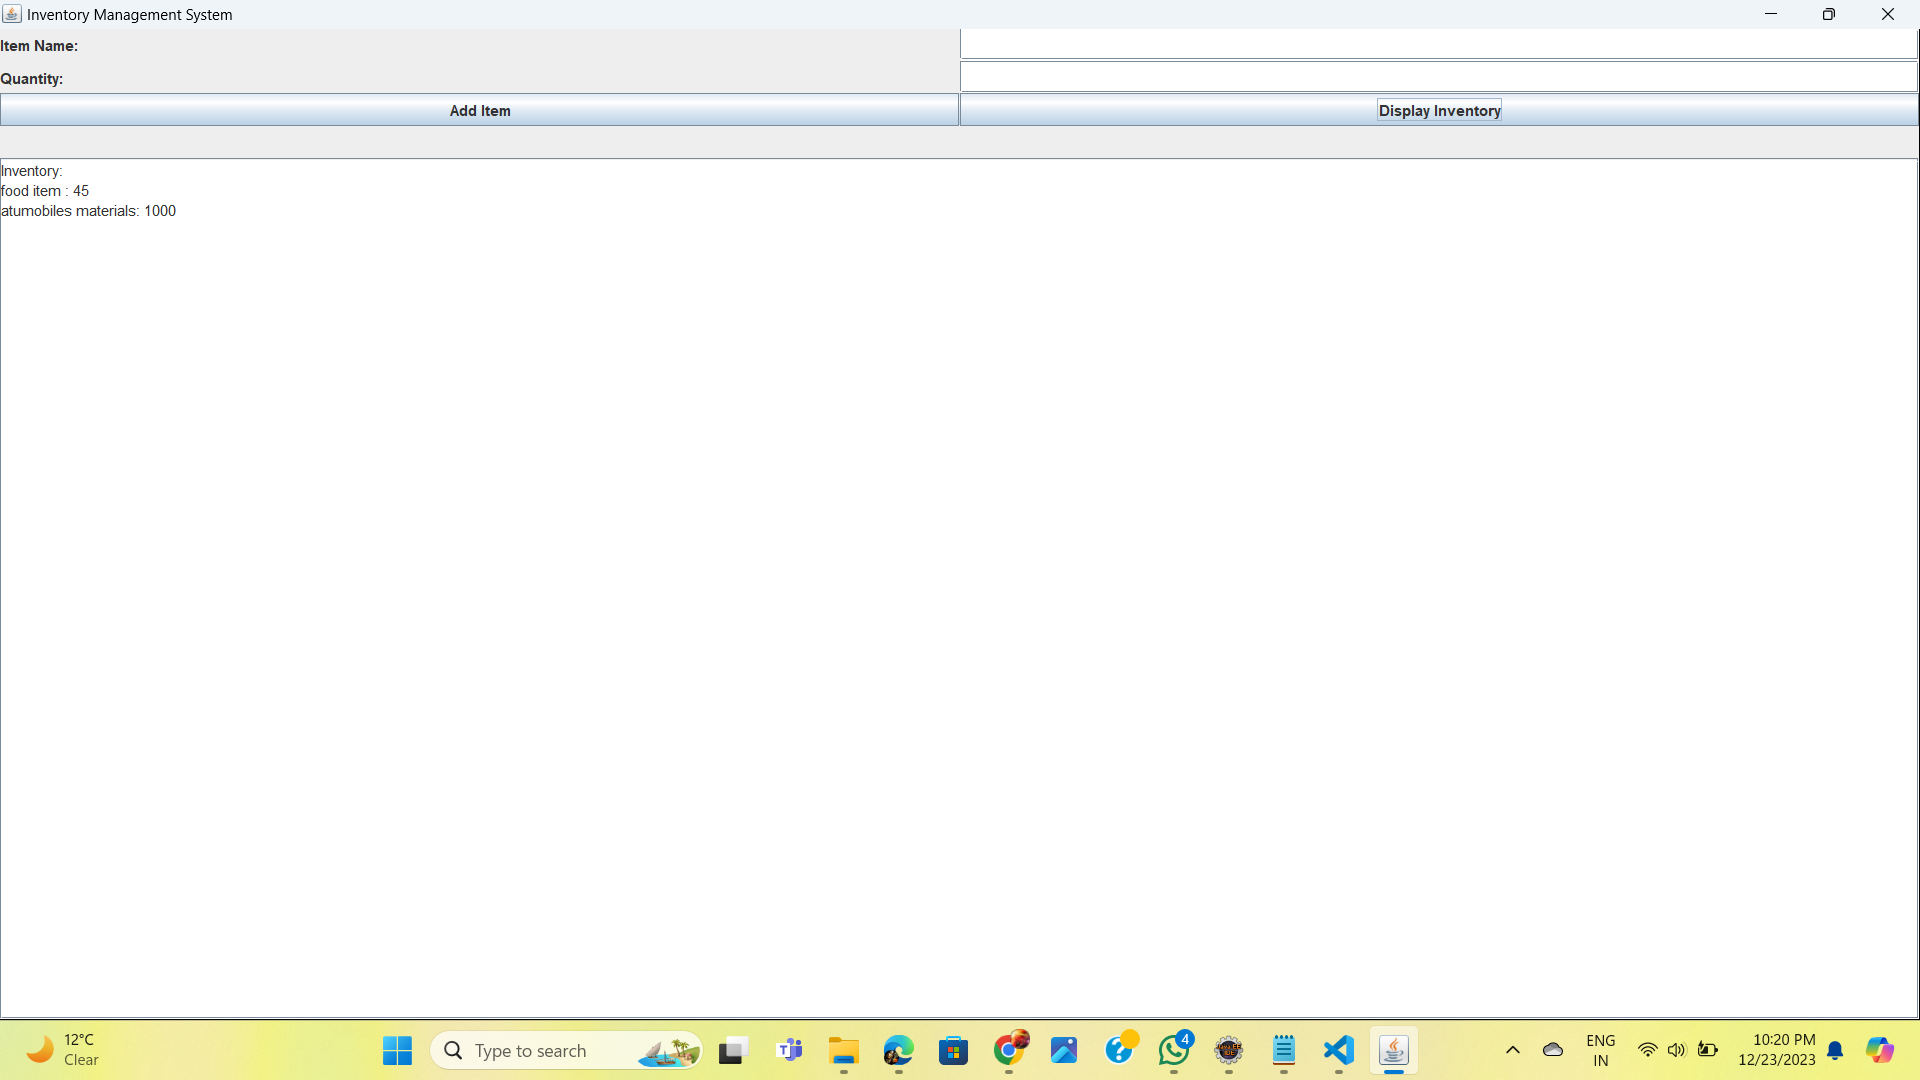 Inventory Management System
Item Name:
Quantity:
Add Item
Display Inventory
Inventory:
food item : 45
atumobiles materials: 1000
12°C
Clear
Type to search
4
ENG
IN
10:20 PM
12/23/2023